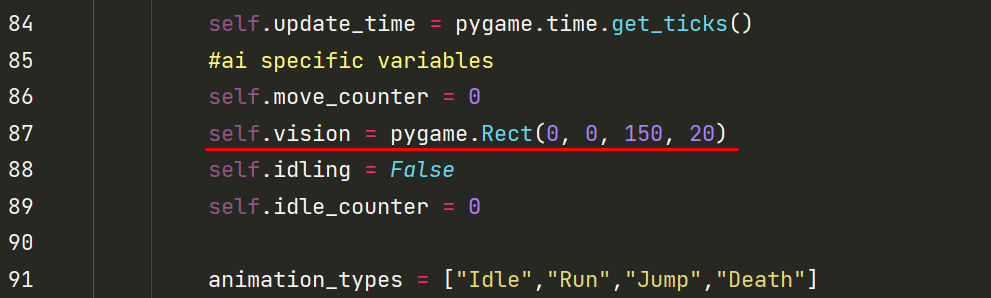 84 self.update_time = pygame.time.get_ticks()
85 #ai specific variables
86 self.move_counter = 0
87 self.vision = pygame.Rect(0, 0, 150, 20)
88 self.idling = False
89 self.idle_counter = 0
90
91 animation_types = ["Idle","Run","Jump","Death"]